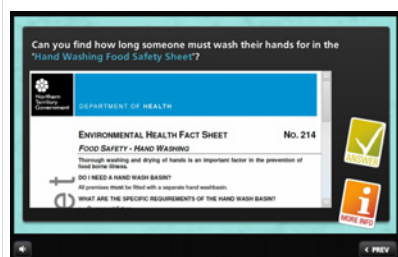 Can you find how long someone must wash their hands for in the
'Hand Washing Food Safety Sheet'?
Northern
Territory
Government
DEPARTMENT OF HEALTH
ENVIRONMENTAL HEALTH FACT SHEET No. 214
FOOD SAFETY - HAND WASHING
Thorough washing and drying of hands is an important factor in the prevention of
food borne illness.
DO I NEED A HAND WASH BASIN?
All premises must be fitted with a separate hand washbasin.
WHAT ARE THE SPECIFIC REQUIREMENTS OF THE HAND WASH BASIN?
et
ANSWER
MORE INFO
< PREV